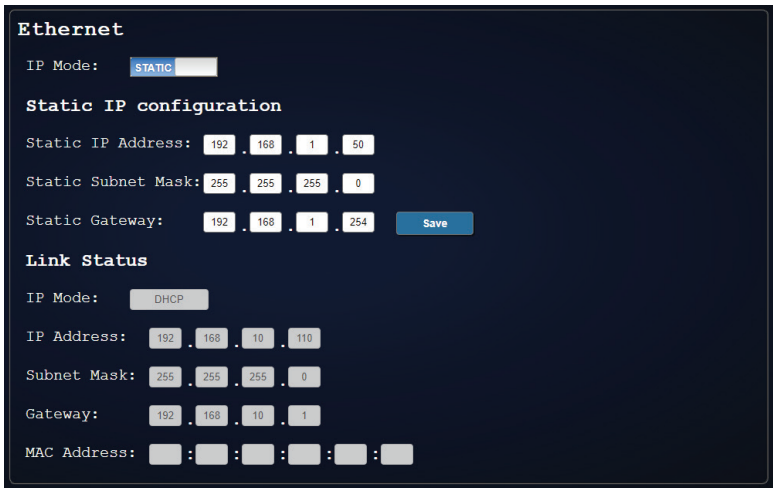 Ethernet
IP Mode: STATIC
Static IP configuration
Static IP Address: 192 . 168 . 1 . 50
Static Subnet Mask: 255 . 255 . 255 . 0
Static Gateway: 192 . 168 . 1 . 254 Save
Link Status
IP Mode: DHCP
IP Address: 192 . 168 . 10 . 110
Subnet Mask: 255 . 255 . 255 . 0
Gateway: 192 . 168 . 10 . 1
MAC Address: : : : : :